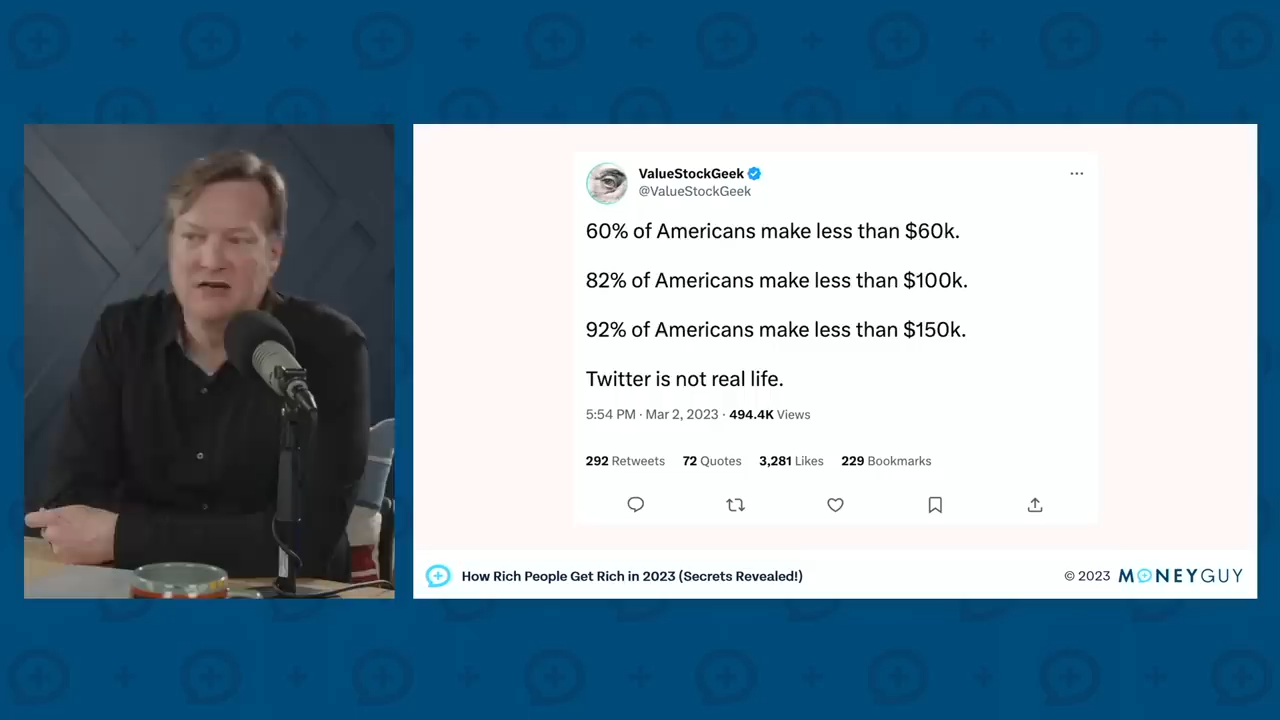 ValueStockGeek
@ValueStockGeek
60% of Americans make less than $60k.
82% of Americans make less than $100k.
92% of Americans make less than $150k.
Twitter is not real life.
5:54 PM · Mar 2, 2023 · 494.4K Views
292 Retweets 72 Quotes 3,281 Likes 229 Bookmarks
How Rich People Get Rich in 2023 (Secrets Revealed!)
© 2023 MONEYGUY